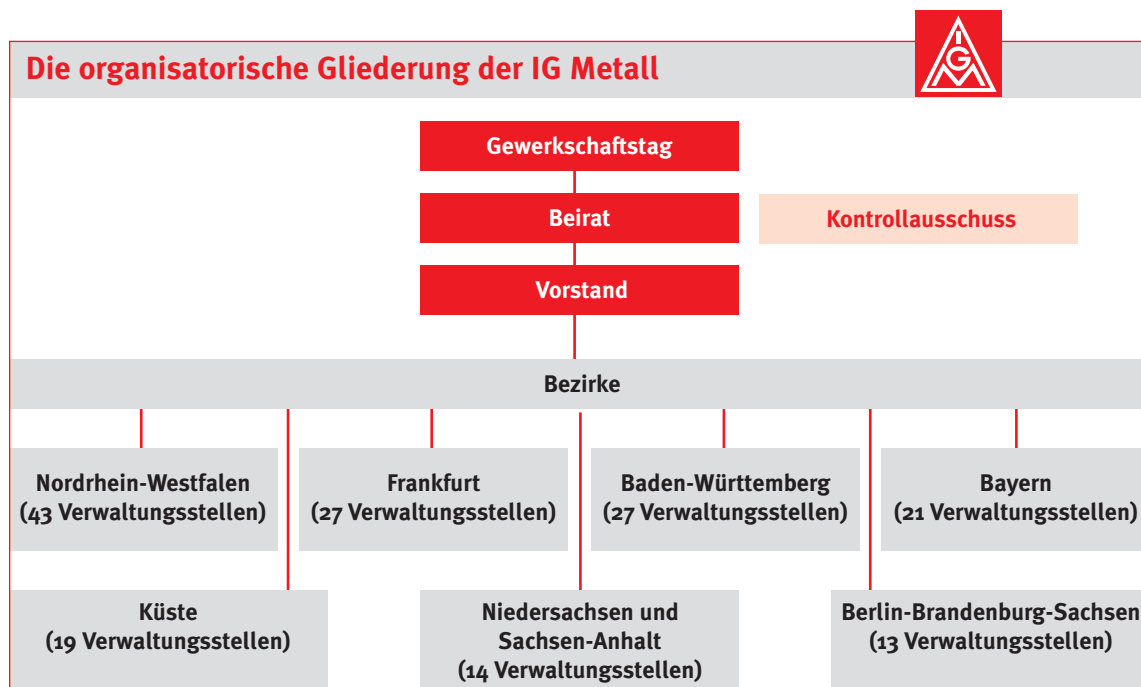 Die organisatorische Gliederung der IG Metall
IGM
Gewerkschaftstag
Beirat
Kontrollausschuss
Vorstand
Bezirke
Nordrhein-Westfalen
(43 Verwaltungsstellen)
Frankfurt
(27 Verwaltungsstellen)
Baden-Württemberg
(27 Verwaltungsstellen)
Bayern
(21 Verwaltungsstellen)
Küste
(19 Verwaltungsstellen)
Niedersachsen und
Sachsen-Anhalt
(14 Verwaltungsstellen)
Berlin-Brandenburg-Sachsen
(13 Verwaltungsstellen)